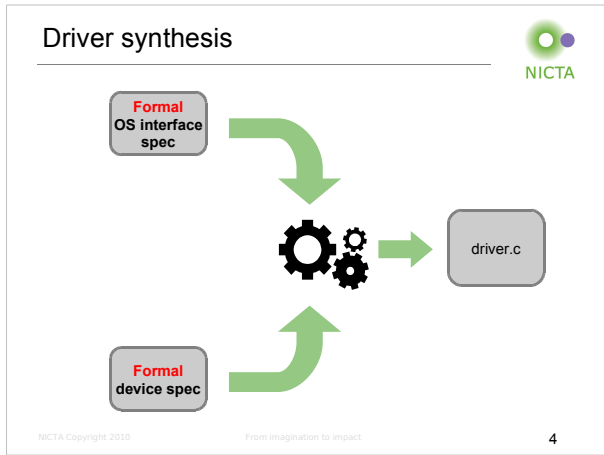 Driver synthesis
NICTA
Formal
OS interface
spec
driver.c
Formal
device spec
NICTA Copyright 2010
From imagination to impact
4